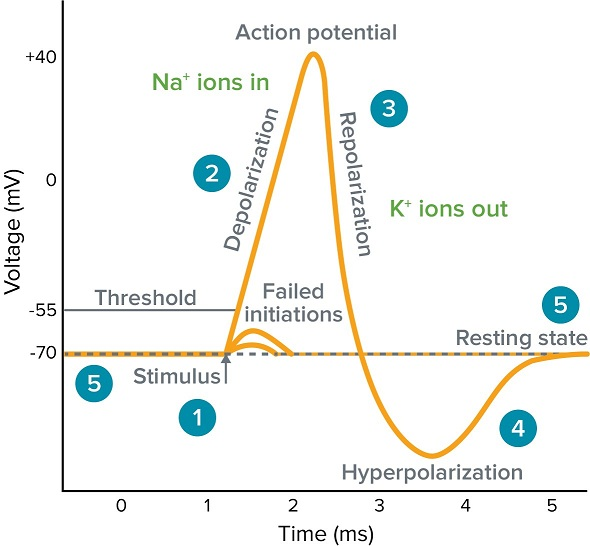 Action potential
+40
Na⁺ ions in
3
2
Depolarization
Repolarization
0
K⁺ ions out
Voltage (mV)
Threshold
-55
Failed
initiations
5
Resting state
-70
Stimulus
5
1
4
Hyperpolarization
0 1 2 3 4 5
Time (ms)